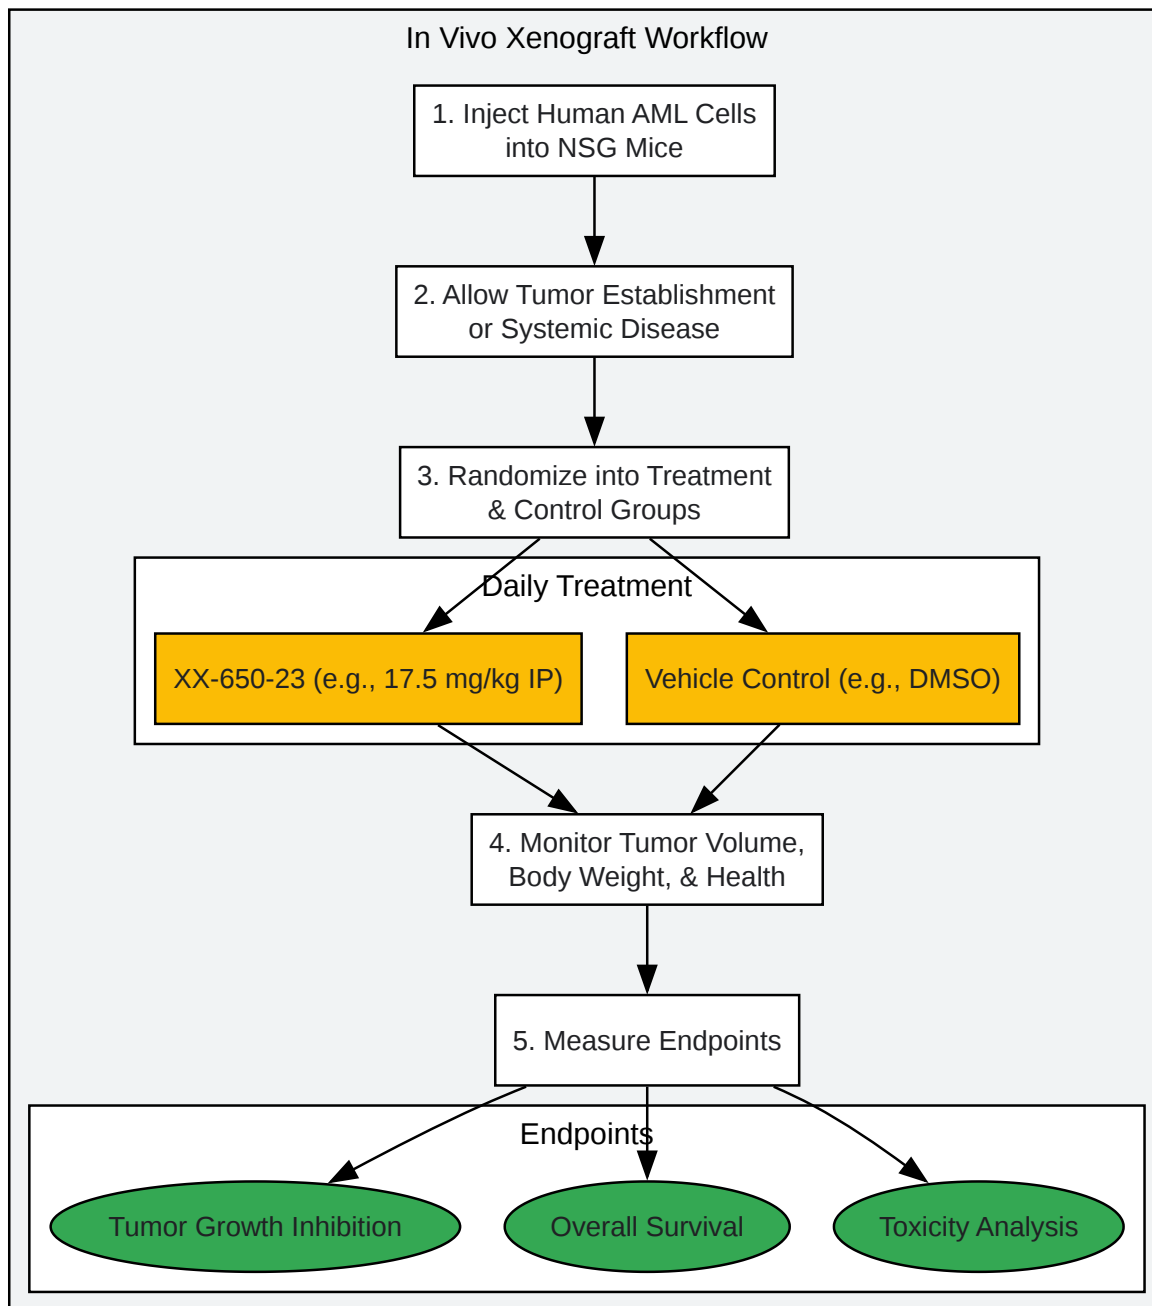 In Vivo Xenograft Workflow
1. Inject Human AML Cells
into NSG Mice
2. Allow Tumor Establishment
or Systemic Disease
3. Randomize into Treatment
& Control Groups
Daily Treatment
XX-650-23 (e.g., 17.5 mg/kg IP)
Vehicle Control (e.g., DMSO)
4. Monitor Tumor Volume,
Body Weight, & Health
5. Measure Endpoints
Endpoints
Tumor Growth Inhibition
Overall Survival
Toxicity Analysis